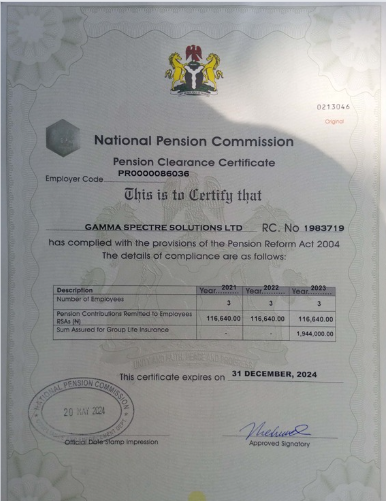 0213046
Original
National Pension Commission
Pension Clearance Certificate
Employer Code PR0000086036
This is to Certify that
GAMMA SPECTRE SOLUTIONS LTD RC. No 1983719
has complied with the provisions of the Pension Reform Act 2004
The details of compliance are as follows:
Description Year 2021 Year 2022 Year 2023
Number of Employees 3 3 3
Pension Contributions Remitted to Employees 116,640.00 116,640.00 116,640.00
RSAs (N)
Sum Assured for Group Life Insurance - - 1,944,000.00
This certificate expires on 31 DECEMBER, 2024
NATIONAL PENSION COMMISSION
20 MAY 2024
Official Date Stamp Impression
Approved Signatory